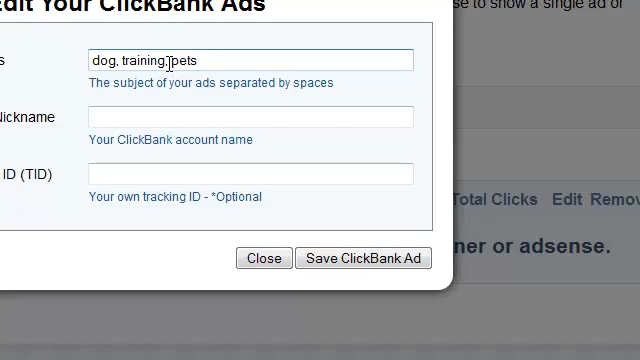 dit Your ClickBank Ads
se to show a single ad or
s
dog, training, pets
The subject of your ads separated by spaces
Nickname
Your ClickBank account name
ID (TID)
Your own tracking ID - *Optional
Total Clicks Edit Remov
ner or adsense.
Close Save ClickBank Ad